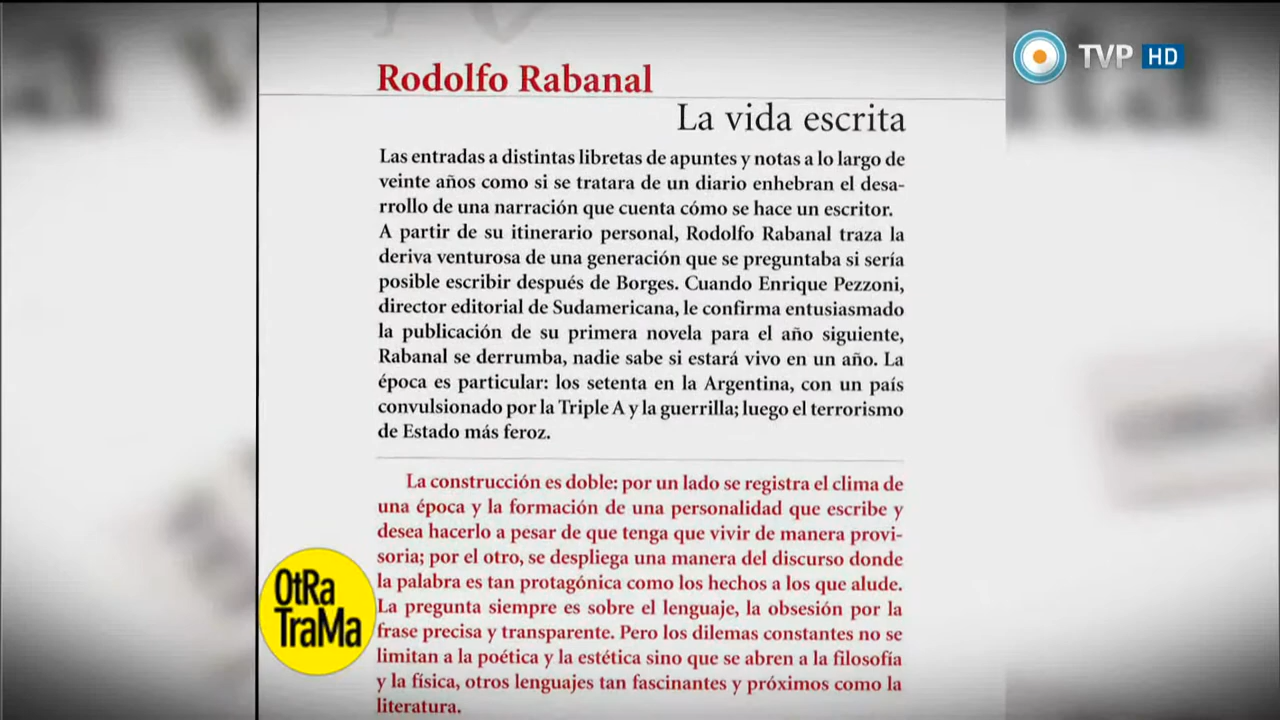 TVP HD
Rodolfo Rabanal
La vida escrita
Las entradas a distintas libretas de apuntes y notas a lo largo de
veinte años como si se tratara de un diario enhebran el desa-
rrollo de una narración que cuenta cómo se hace un escritor.
A partir de su itinerario personal, Rodolfo Rabanal traza la
deriva venturosa de una generación que se preguntaba si sería
posible escribir después de Borges. Cuando Enrique Pezzoni,
director editorial de Sudamericana, le confirma entusiasmado
la publicación de su primera novela para el año siguiente,
Rabanal se derrumba, nadie sabe si estará vivo en un año. La
época es particular: los setenta en la Argentina, con un país
convulsionado por la Triple A y la guerrilla; luego el terrorismo
de Estado más feroz.
La construcción es doble: por un lado se registra el clima de
una época y la formación de una personalidad que escribe y
desea hacerlo a pesar de que tenga que vivir de manera provi-
soria; por el otro, se despliega una manera del discurso donde
la palabra es tan protagónica como los hechos a los que alude.
La pregunta siempre es sobre el lenguaje, la obsesión por la
frase precisa y transparente. Pero los dilemas constantes no se
limitan a la poética y la estética sino que se abren a la filosofía
y la física, otros lenguajes tan fascinantes y próximos como la
literatura.
OtRa
TraMa